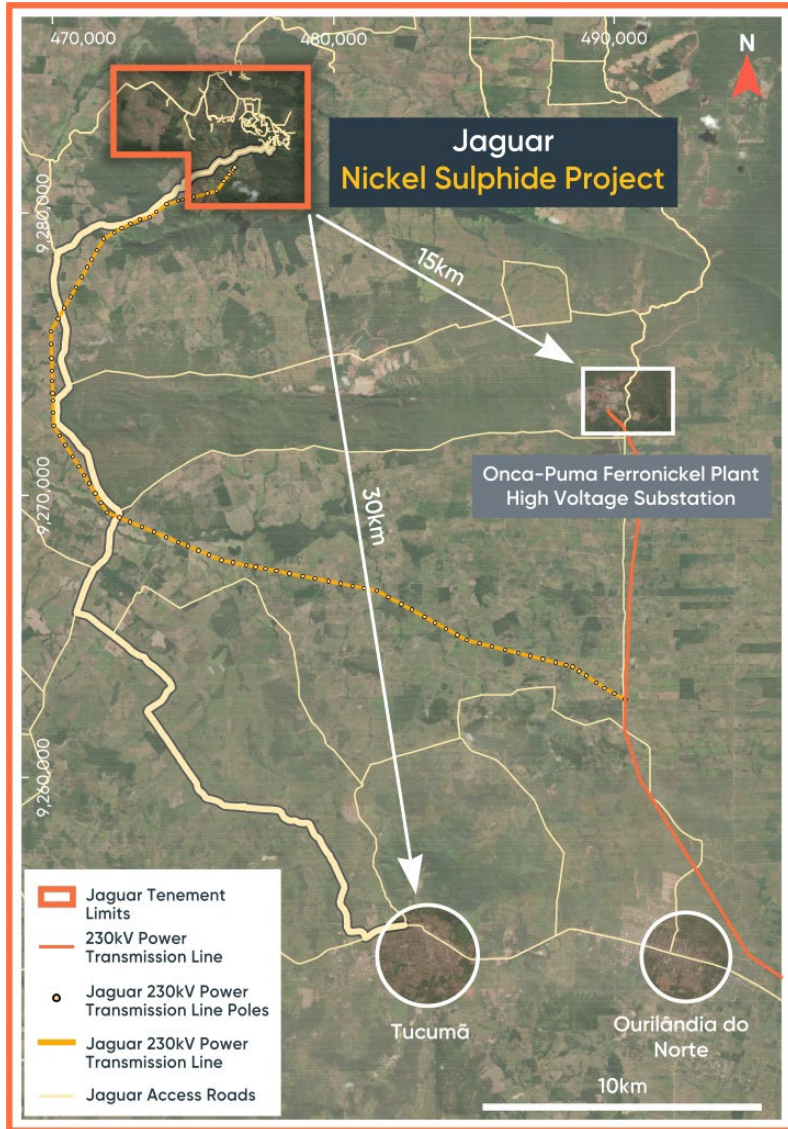 470,000
480,000
490,000
N
Jaguar
Nickel Sulphide Project
9,280,000
15km
Onca-Puma Ferronickel Plant
High Voltage Substation
9,270,000
30km
9,260,000
Jaguar Tenement
Limits
230kV Power
Transmission Line
Jaguar 230kV Power
Transmission Line Poles
Jaguar 230kV Power
Transmission Line
Jaguar Access Roads
Tucumã
Ourilândia do
Norte
10km